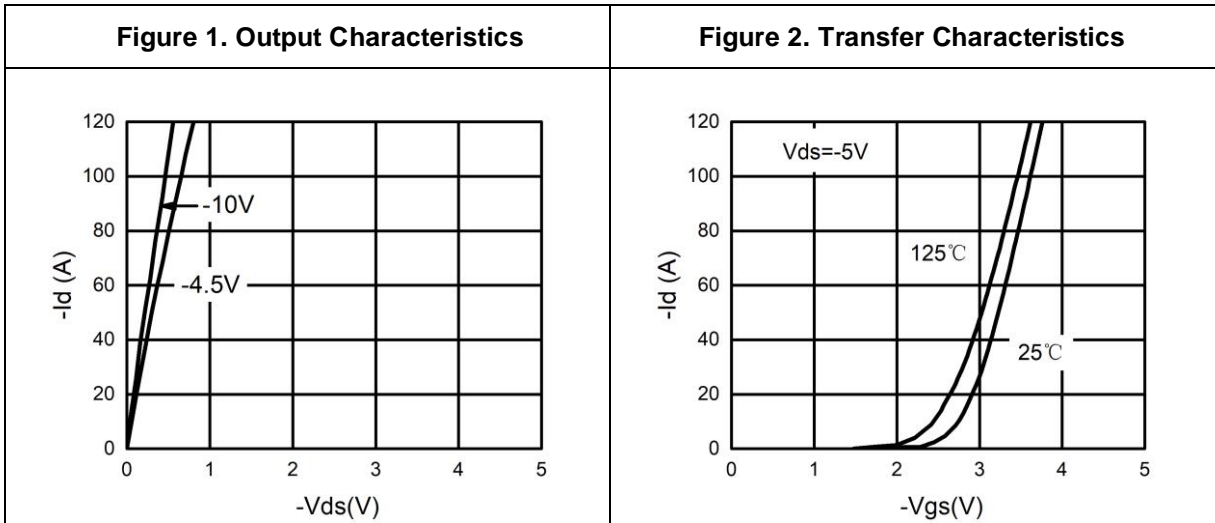 Figure 1. Output Characteristics
Figure 2. Transfer Characteristics
120
100
80
60
40
20
0
-Id (A)
-10V
-4.5V
0 1 2 3 4 5
-Vds(V)
120
100
80
60
40
20
0
-Id (A)
Vds=-5V
125℃
25℃
0 1 2 3 4 5
-Vgs(V)